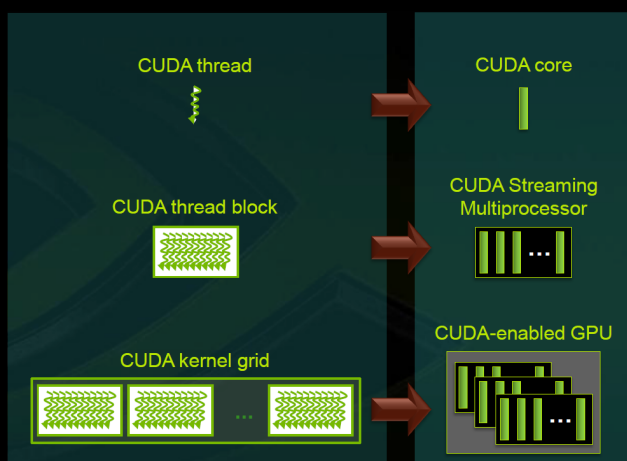 CUDA thread
CUDA core
CUDA thread block
CUDA Streaming
Multiprocessor
...
CUDA kernel grid
...
CUDA-enabled GPU
...